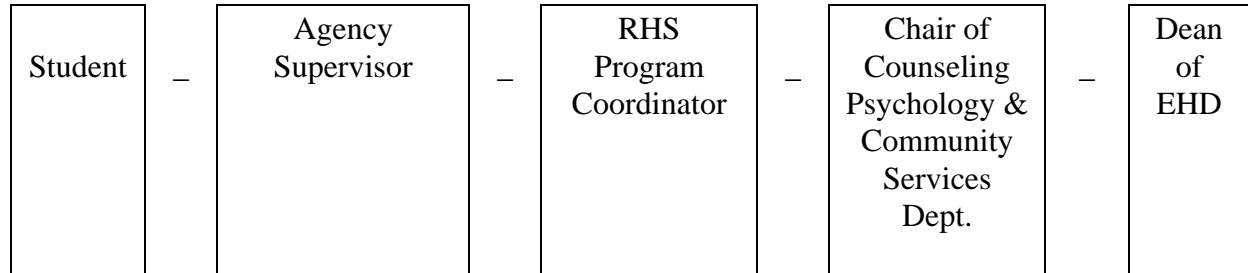 Student
_
Agency
Supervisor
_
RHS
Program
Coordinator
_
Chair of
Counseling
Psychology &
Community
Services
Dept.
_
Dean
of
EHD